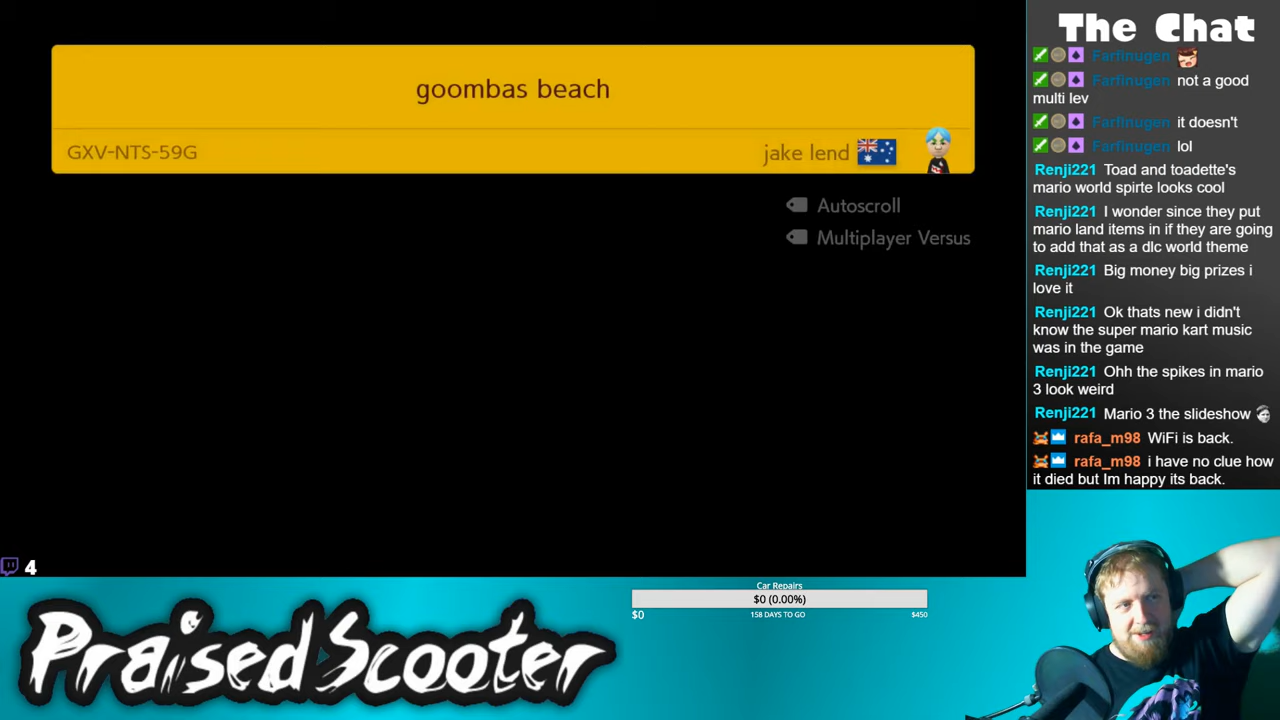 goombas beach
GXV-NTS-59G
jake lend
Autoscroll
Multiplayer Versus
The Chat
Farfinugen
Farfinugen not a good
multi lev
Farfinugen it doesn't
Farfinugen lol
Renji221 Toad and toadette's
mario world spirte looks cool
Renji221 I wonder since they put
mario land items in if they are going
to add that as a dlc world theme
Renji221 Big money big prizes i
love it
Renji221 Ok thats new i didn't
know the super mario kart music
was in the game
Renji221 Ohh the spikes in mario
3 look weird
Renji221 Mario 3 the slideshow
rafa_m98 WiFi is back.
rafa_m98 i have no clue how
it died but Im happy its back.
4
PraisedScooter
Car Repairs
$0 (0.00%)
$0 158 DAYS TO GO $450